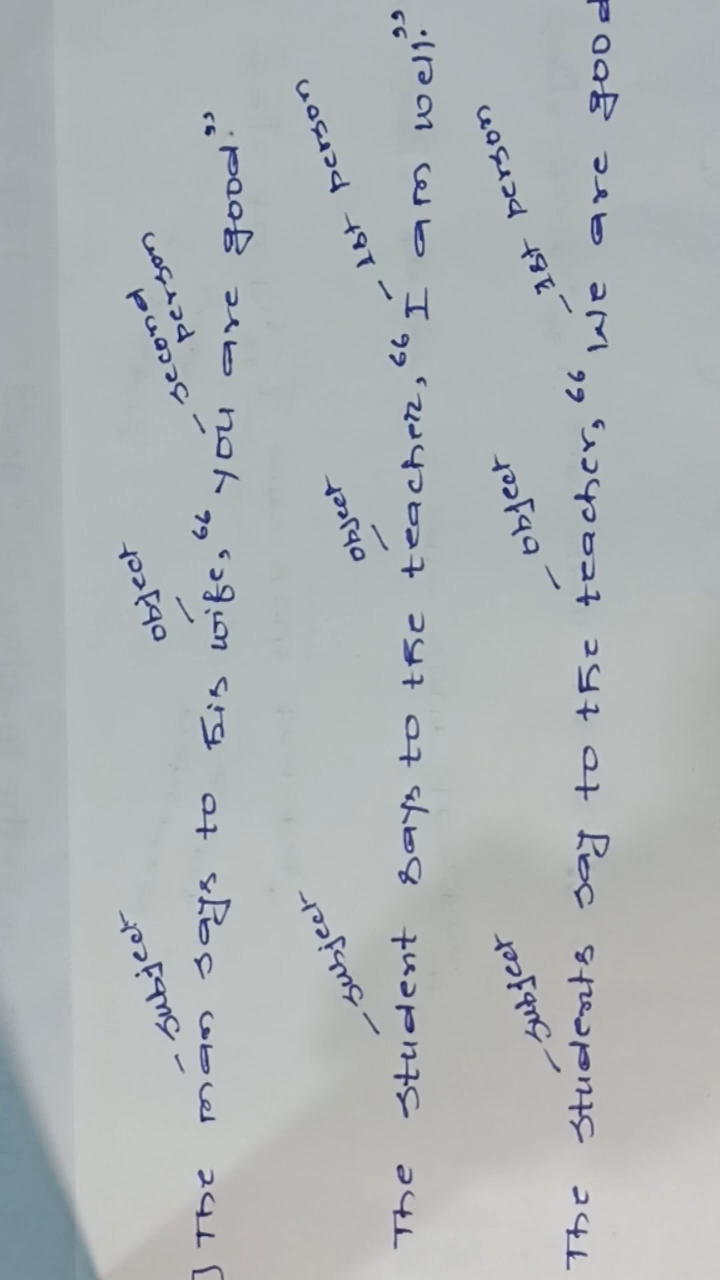 subject object second person
] The man says to his wife, "you are good."
subject object 1st person
The student says to the teacher, "I am well."
subject object 1st person
The students say to the teacher, "We are good